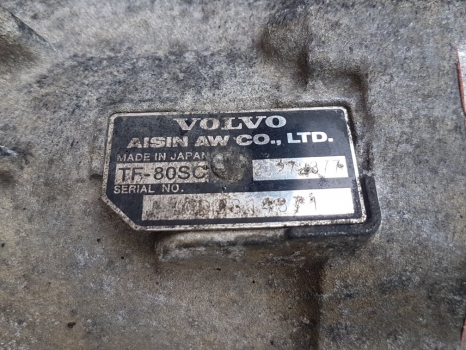 VOLVO
AISIN AW CO., LTD.
MADE IN JAPAN
TF-80SC
SERIAL NO.